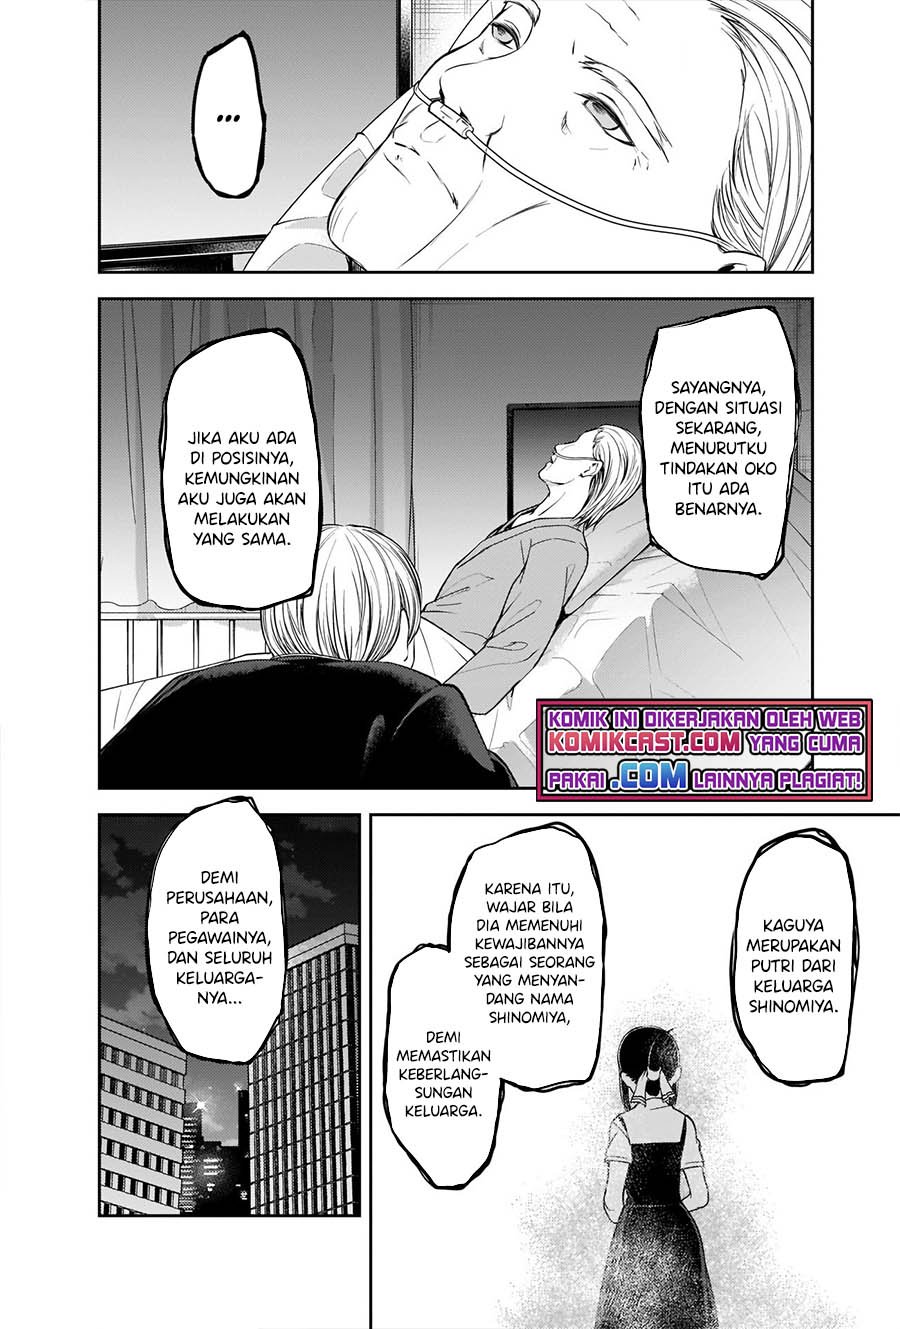 ...
SAYANGNYA,
DENGAN SITUASI
SEKARANG,
MENURUTKU
TINDAKAN OKO
ITU ADA
BENARNYA.
JIKA AKU ADA
DI POSISINYA,
KEMUNGKINAN
AKU JUGA AKAN
MELAKUKAN
YANG SAMA.
KOMIK INI DIKERJAKAN OLEH WEB
KOMIKCAST.COM YANG CUMA
PAKAI .COM LAINNYA PLAGIAT!
KAGUYA
MERUPAKAN
PUTRI DARI
KELUARGA
SHINOMIYA.
KARENA ITU,
WAJAR BILA
DIA MEMENUHI
KEWAJIBANNYA
SEBAGAI SEORANG
YANG MENYAN-
DANG NAMA
SHINOMIYA,
DEMI
MEMASTIKAN
KEBERLANG-
SUNGAN
KELUARGA.
DEMI
PERUSAHAAN,
PARA
PEGAWAINYA,
DAN SELURUH
KELUARGA-
NYA...